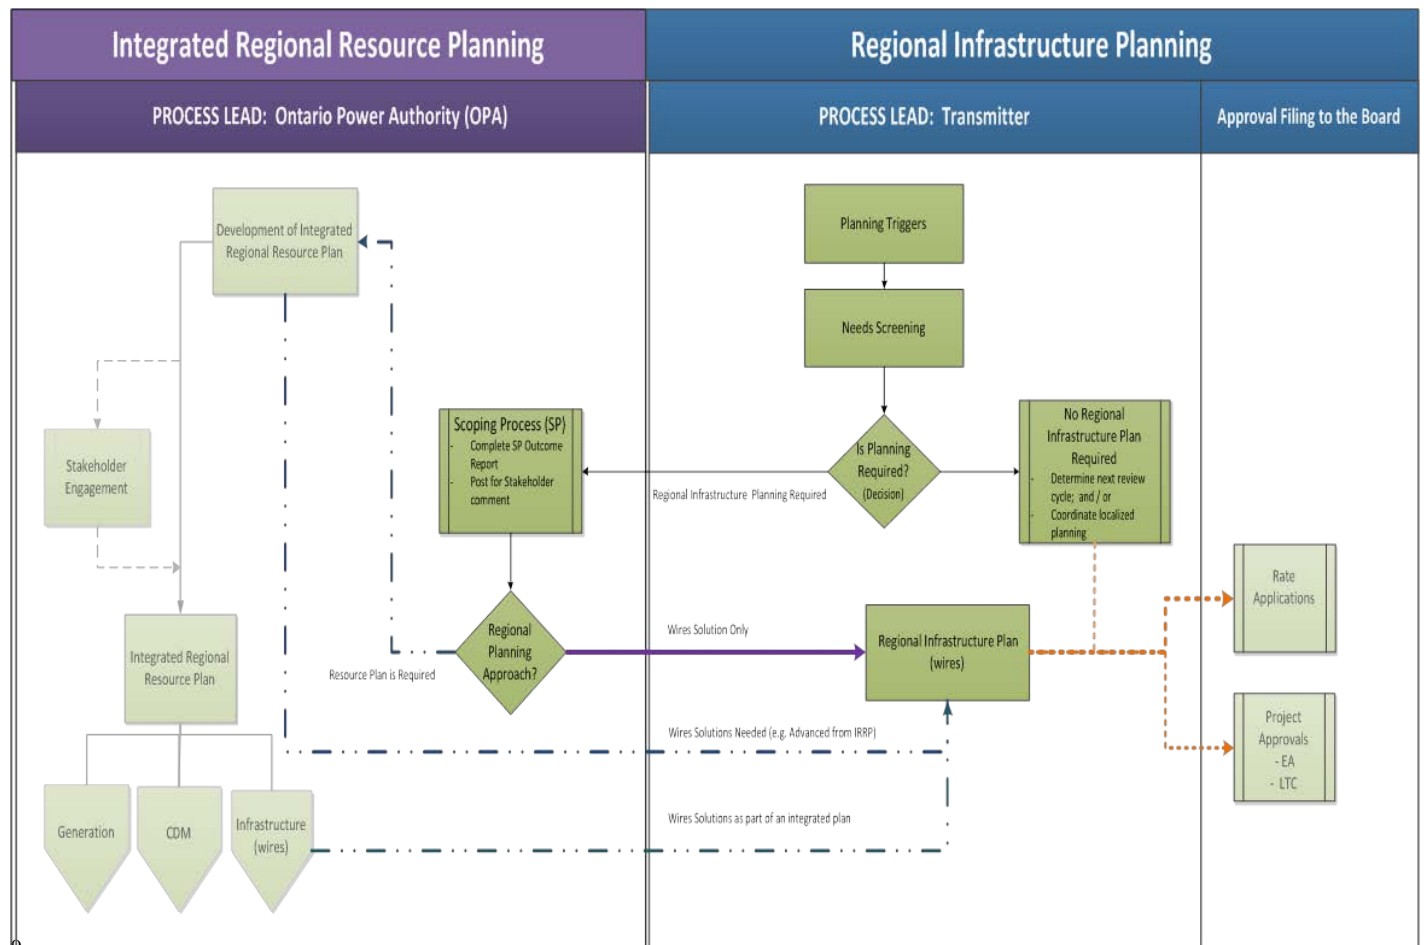 Integrated Regional Resource Planning
Regional Infrastructure Planning
PROCESS LEAD: Ontario Power Authority (OPA)
PROCESS LEAD: Transmitter
Approval Filing to the Board
Development of Integrated
Regional Resource Plan
Planning Triggers
Needs Screening
Scoping Process (SP)
- Complete SP Outcome
Report
- Post for Stakeholder
comment
Is Planning
Required?
(Decision)
No Regional
Infrastructure Plan
Required
- Determine next review
cycle; and / or
- Coordinate localized
planning
Stakeholder
Engagement
Regional Infrastructure Planning Required
Rate
Applications
Regional
Planning
Approach?
Wires Solution Only
Regional Infrastructure Plan
(wires)
Integrated Regional
Resource Plan
Resource Plan is Required
Project
Approvals
- EA
- LTC
Wires Solutions Needed (e.g. Advanced from IRRP)
Wires Solutions as part of an integrated plan
Generation
CDM
Infrastructure
(wires)